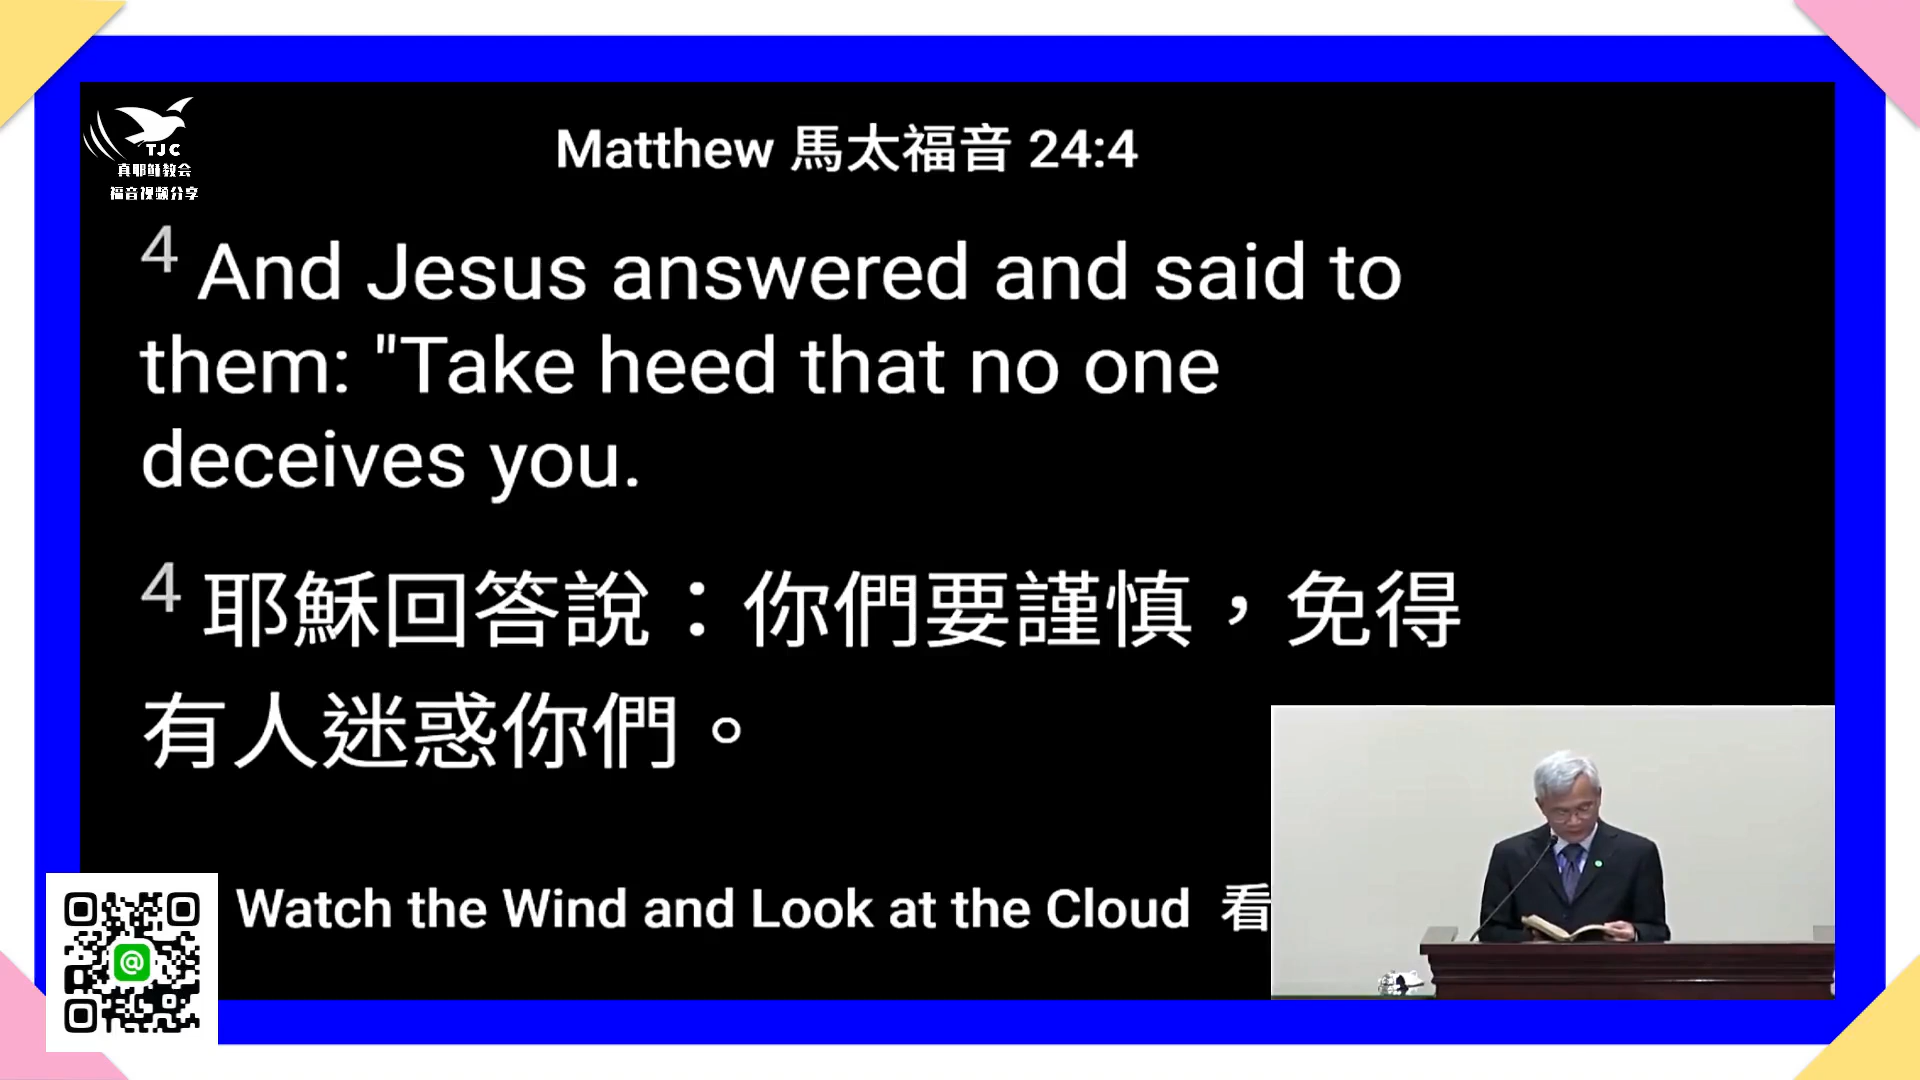 TJC
真耶穌教会
福音視頻分享
Matthew 馬太福音 24:4
4 And Jesus answered and said to
them: "Take heed that no one
deceives you.
4 耶穌回答說：你們要謹慎，免得
有人迷惑你們。
Watch the Wind and Look at the Cloud 看
@